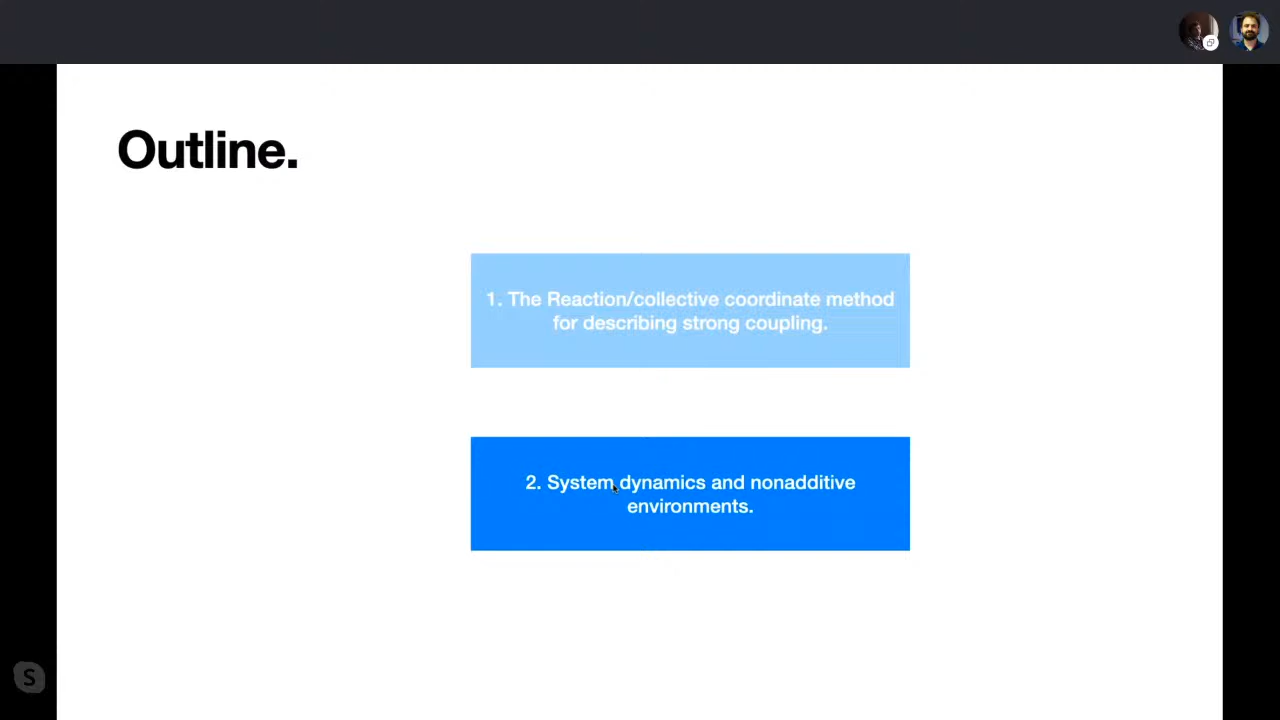 Outline.
1. The Reaction/collective coordinate method
for describing strong coupling.
2. System dynamics and nonadditive
environments.
S